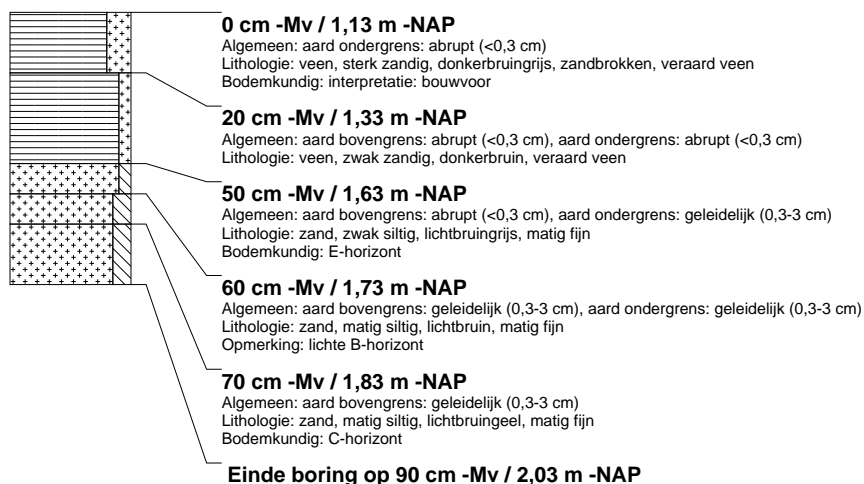 0 cm -Mv / 1,13 m -NAP
Algemeen: aard ondergrens: abrupt (<0,3 cm)
Lithologie: veen, sterk zandig, donkerbruingrijs, zandbrokken, veraard veen
Bodemkundig: interpretatie: bouwvoor
20 cm -Mv / 1,33 m -NAP
Algemeen: aard bovengrens: abrupt (<0,3 cm), aard ondergrens: abrupt (<0,3 cm)
Lithologie: veen, zwak zandig, donkerbruin, veraard veen
50 cm -Mv / 1,63 m -NAP
Algemeen: aard bovengrens: abrupt (<0,3 cm), aard ondergrens: geleidelijk (0,3-3 cm)
Lithologie: zand, zwak siltig, lichtbruingrijs, matig fijn
Bodemkundig: E-horizont
60 cm -Mv / 1,73 m -NAP
Algemeen: aard bovengrens: geleidelijk (0,3-3 cm), aard ondergrens: geleidelijk (0,3-3 cm)
Lithologie: zand, matig siltig, lichtbruin, matig fijn
Opmerking: lichte B-horizont
70 cm -Mv / 1,83 m -NAP
Algemeen: aard bovengrens: geleidelijk (0,3-3 cm)
Lithologie: zand, matig siltig, lichtbruingeel, matig fijn
Bodemkundig: C-horizont
Einde boring op 90 cm -Mv / 2,03 m -NAP